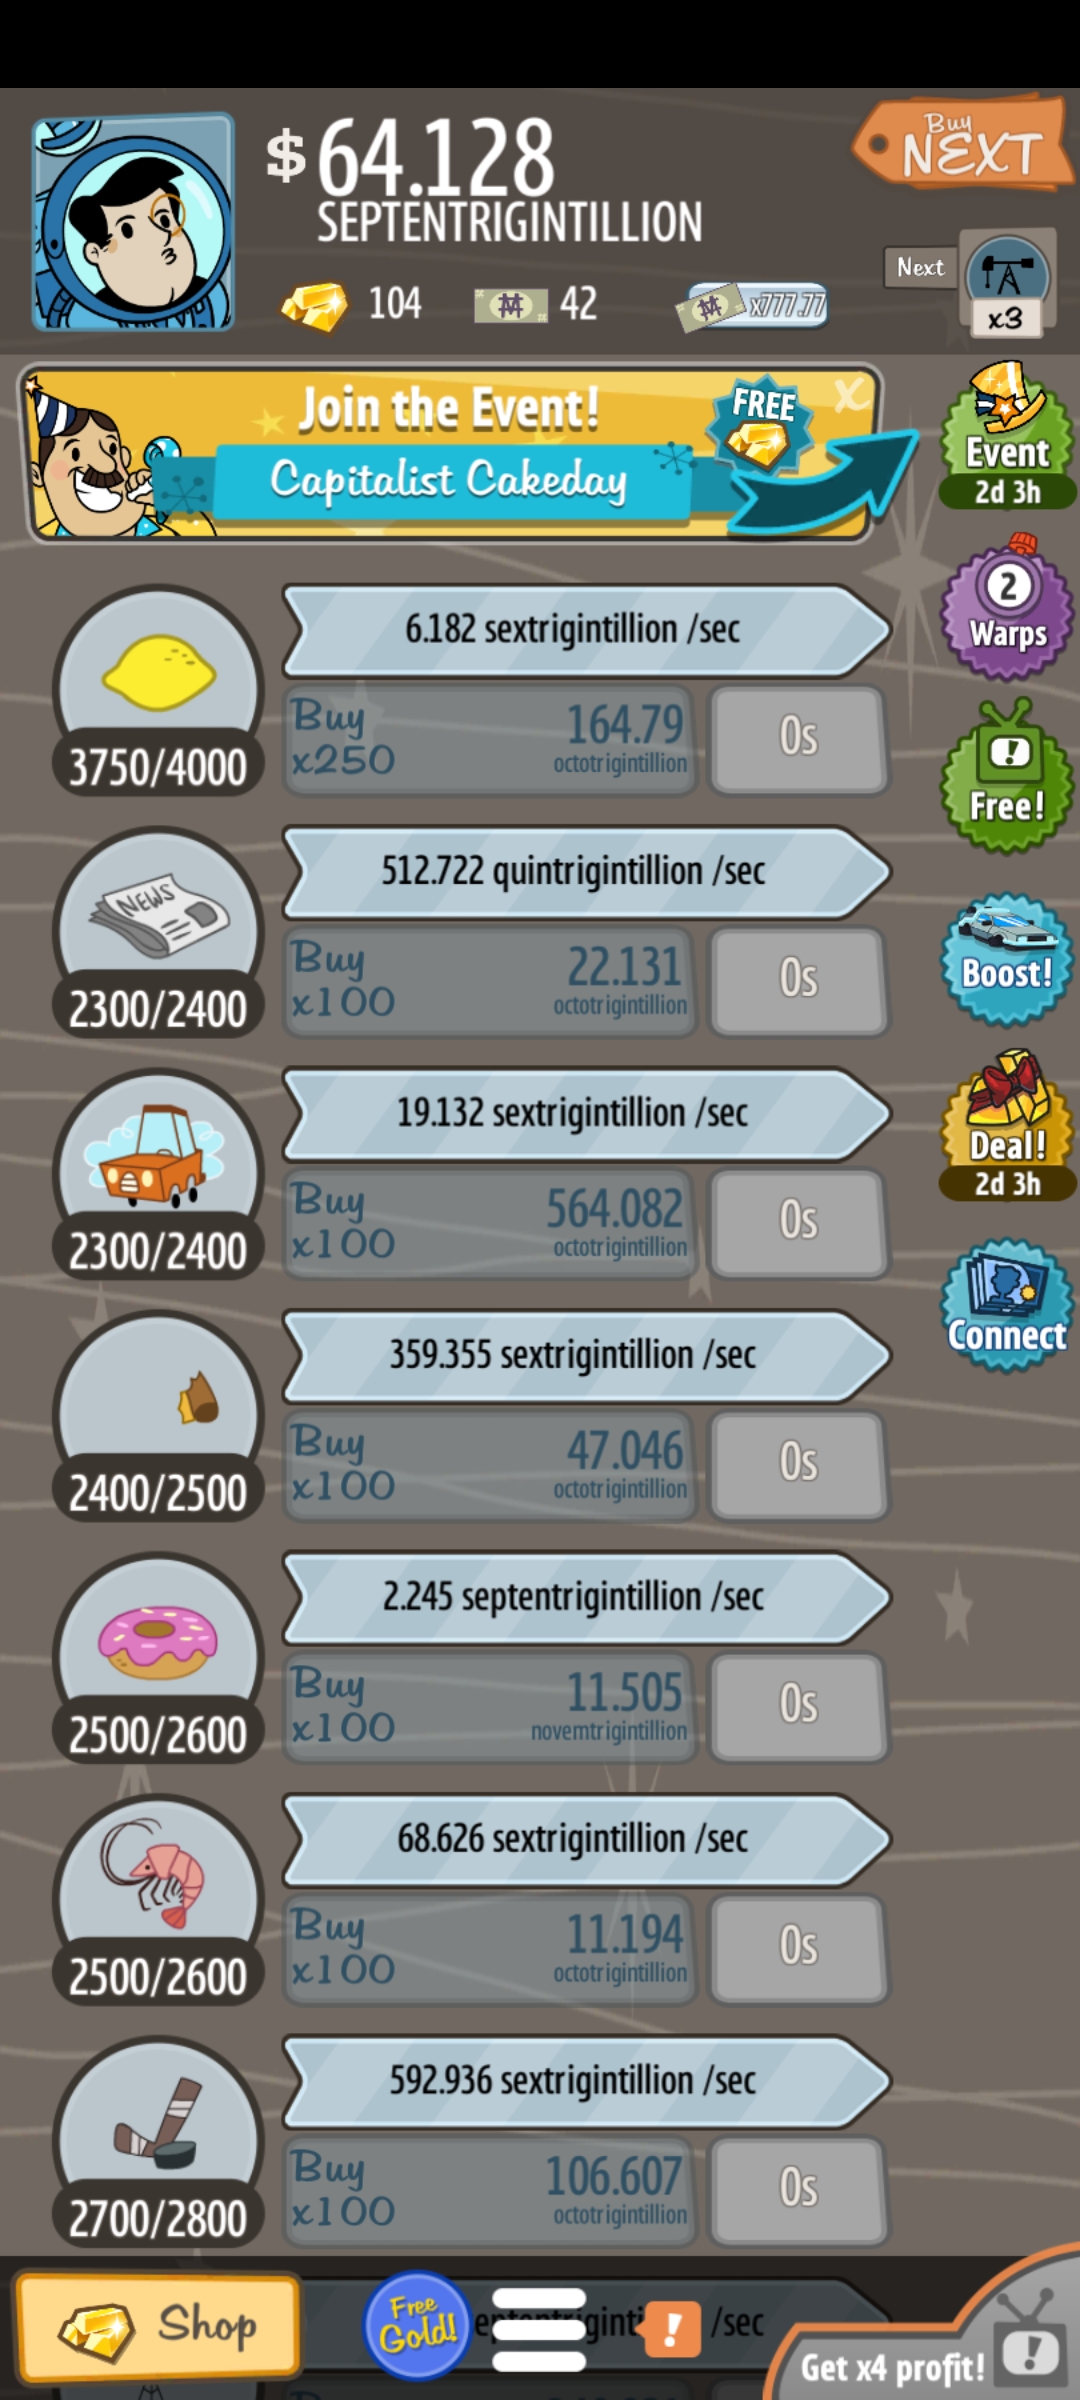 $ 64.128
SEPTENTRIGINTILLION
Buy
NEXT
104
42
x777.77
Next
x3
Join the Event!
Capitalist Cakeday
FREE
x
Event
2d 3h
6.182 sextrigintillion /sec
Buy
x250
164.79
octotrigintillion
0s
3750/4000
2
Warps
Free!
NEWS
512.722 quintrigintillion /sec
Buy
x100
22.131
octotrigintillion
0s
2300/2400
Boost!
19.132 sextrigintillion /sec
Buy
x100
564.082
octotrigintillion
0s
2300/2400
Deal!
2d 3h
359.355 sextrigintillion /sec
Buy
x100
47.046
octotrigintillion
0s
2400/2500
Connect
2.245 septentrigintillion /sec
Buy
x100
11.505
novemtrigintillion
0s
2500/2600
68.626 sextrigintillion /sec
Buy
x100
11.194
octotrigintillion
0s
2500/2600
592.936 sextrigintillion /sec
Buy
x100
106.607
octotrigintillion
0s
2700/2800
Shop
Free
Gold!
!
/sec
Get x4 profit!
!